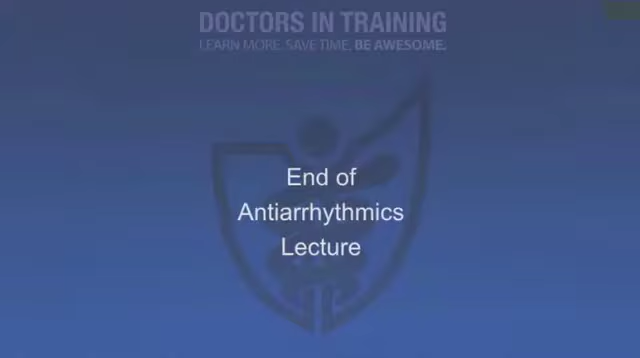 DOCTORS IN TRAINING
LEARN MORE. SAVE TIME. BE AWESOME.
End of
Antiarrhythmics
Lecture